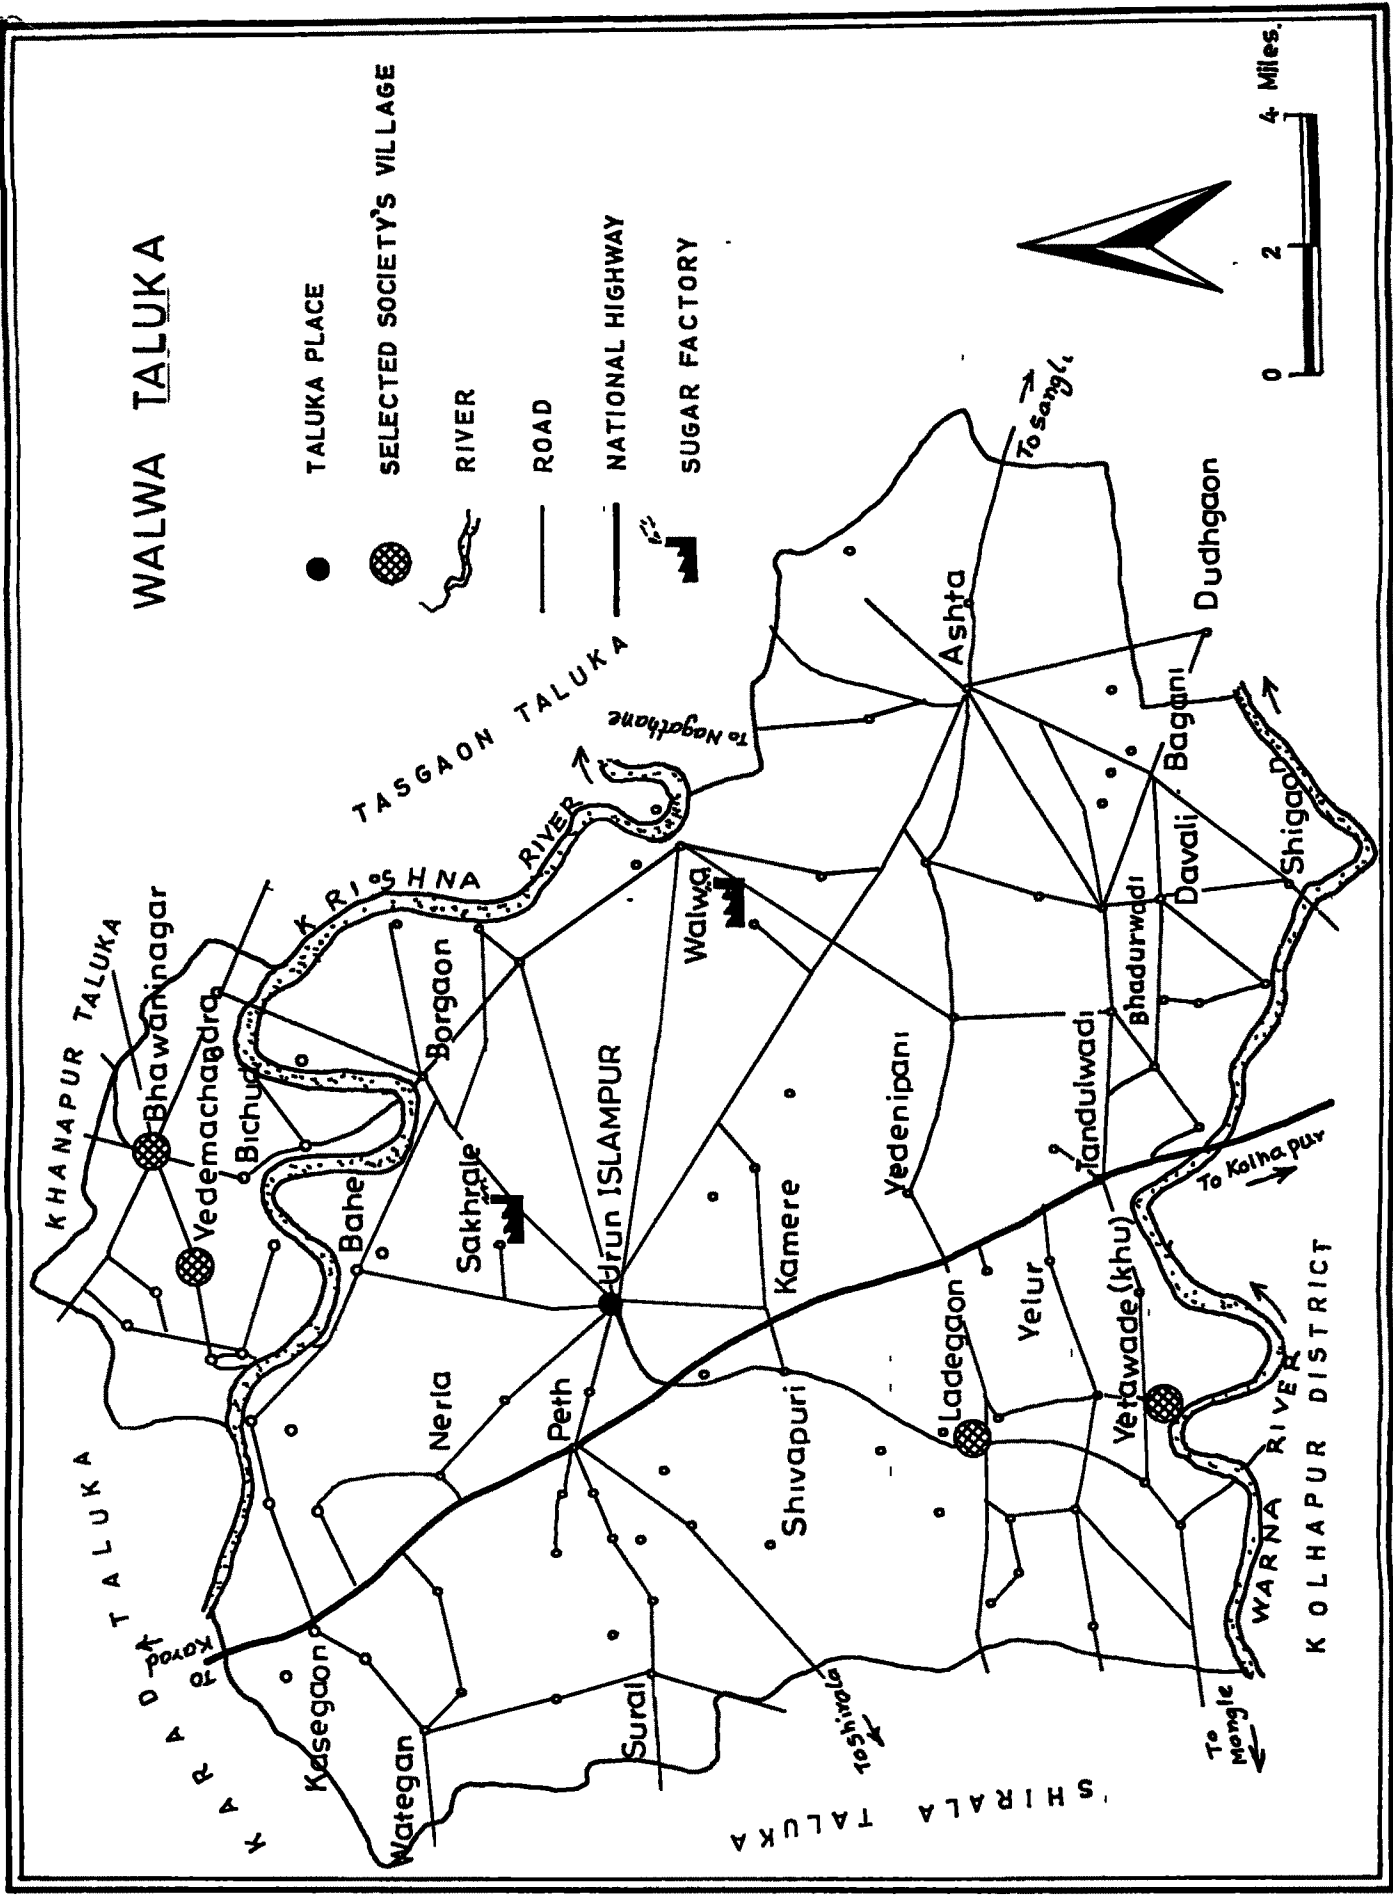 WALWA TALUKA
TALUKA PLACE
SELECTED SOCIETY'S VILLAGE
RIVER
ROAD
NATIONAL HIGHWAY
SUGAR FACTORY
0 2 4 Miles.
KARAD TALUKA
KHANAPUR TALUKA
TASGAON TALUKA
SHIRALA TALUKA
KOLHAPUR DISTRICT
KRISHNA RIVER
WARNA RIVER
To Karad
To Nagathane
To Sangli
To Kolhapur
To Shirala
To Mangle
Bhawaninagar
Vedemachandra
Bichud
Borgaon
Bahe
Sakhrale
Walwa
Urun ISLAMPUR
Nerla
Peth
Kasegaon
Wategan
Sural
Shivapuri
Kamere
Yedenipani
Ladegaon
Yelur
Yetawade (khu)
Tandulwadi
Bhadurwadi
Davali
Bagani
Shigaon
Ashta
Dudhgaon